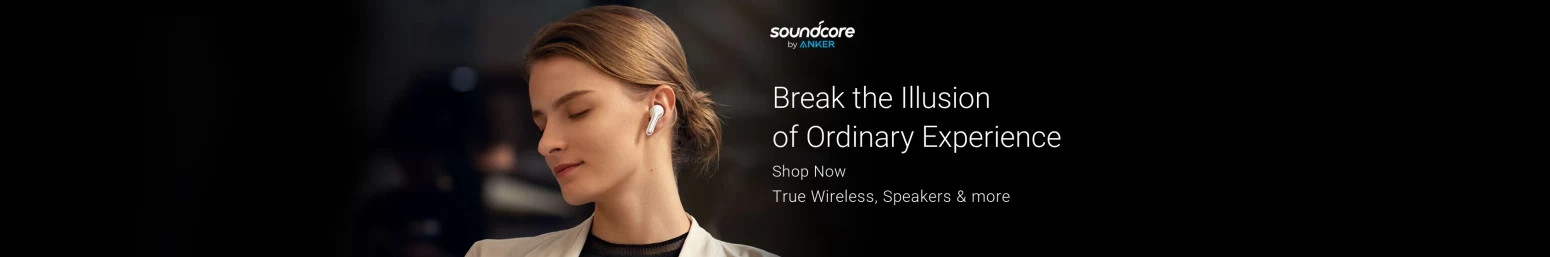 soundcore
by ANKER
Break the Illusion
of Ordinary Experience
Shop Now
True Wireless, Speakers & more